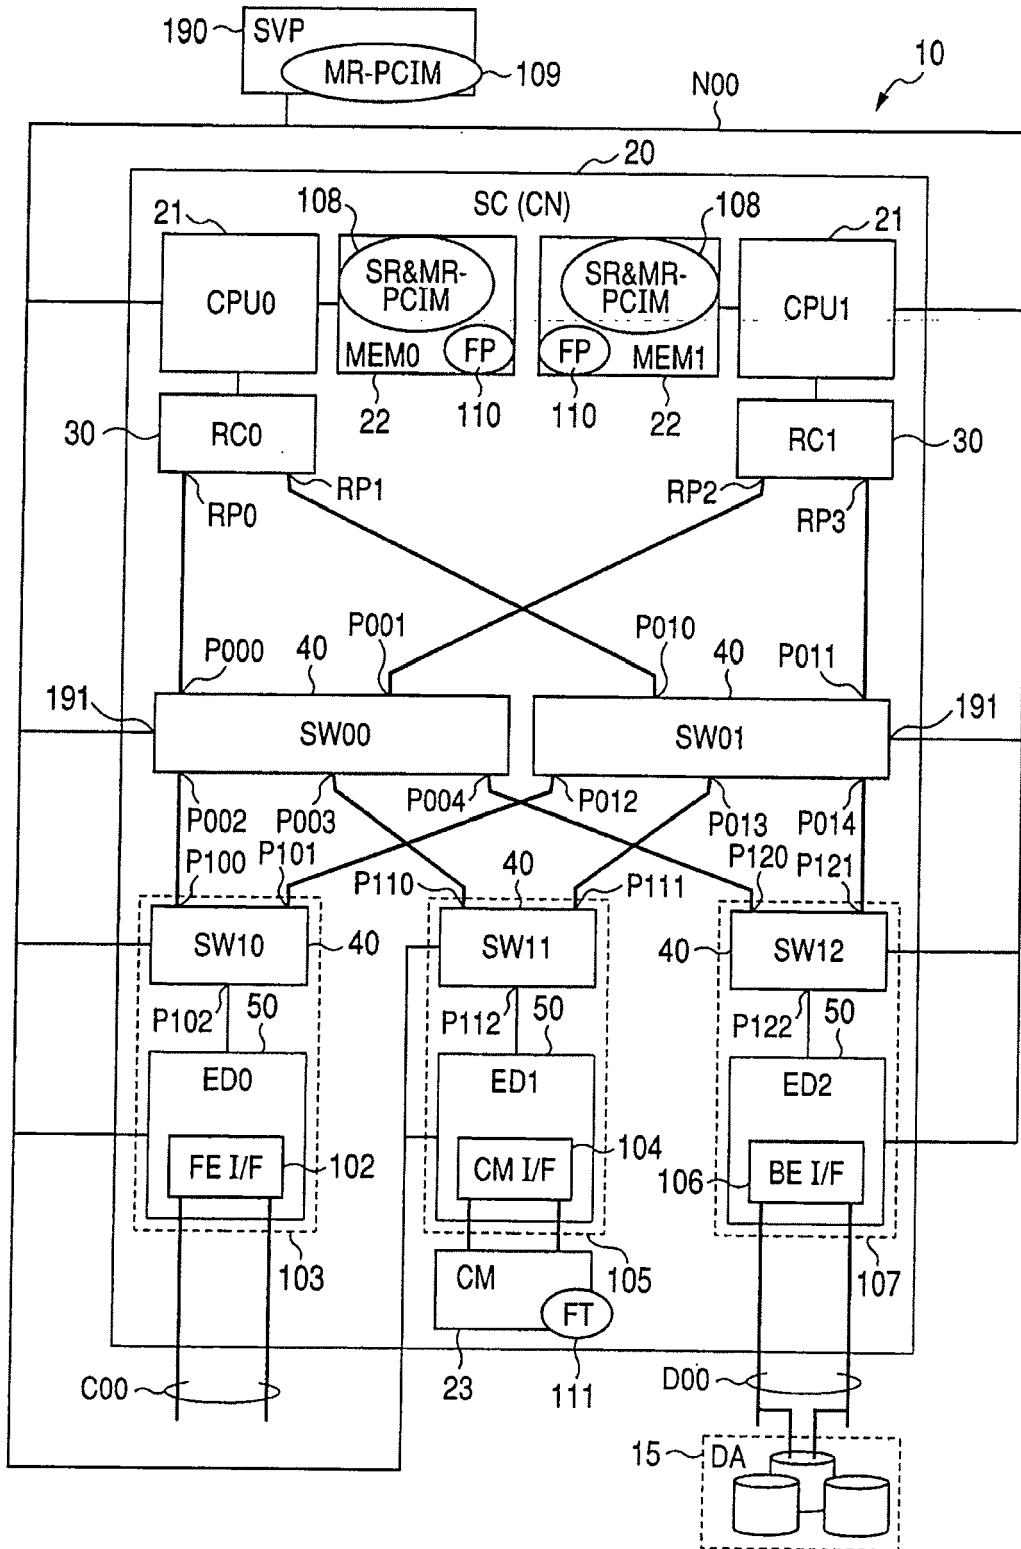 190
SVP
MR-PCIM
109
10
N00
20
SC (CN)
21
108
108
21
CPU0
SR&MR-
PCIM
SR&MR-
PCIM
CPU1
MEM0
FP
FP
MEM1
22
110
110
22
30
RC0
RC1
30
RP0
RP1
RP2
RP3
P000
40
P001
P010
40
P011
191
SW00
SW01
191
P002
P003
P004
P012
P013
P014
P100
P101
P110
40
P111
P120
P121
SW10
40
SW11
40
SW12
P102
50
P112
50
P122
50
ED0
ED1
ED2
FE I/F
102
CM I/F
104
106
BE I/F
103
CM
105
107
FT
C00
23
111
D00
15
DA